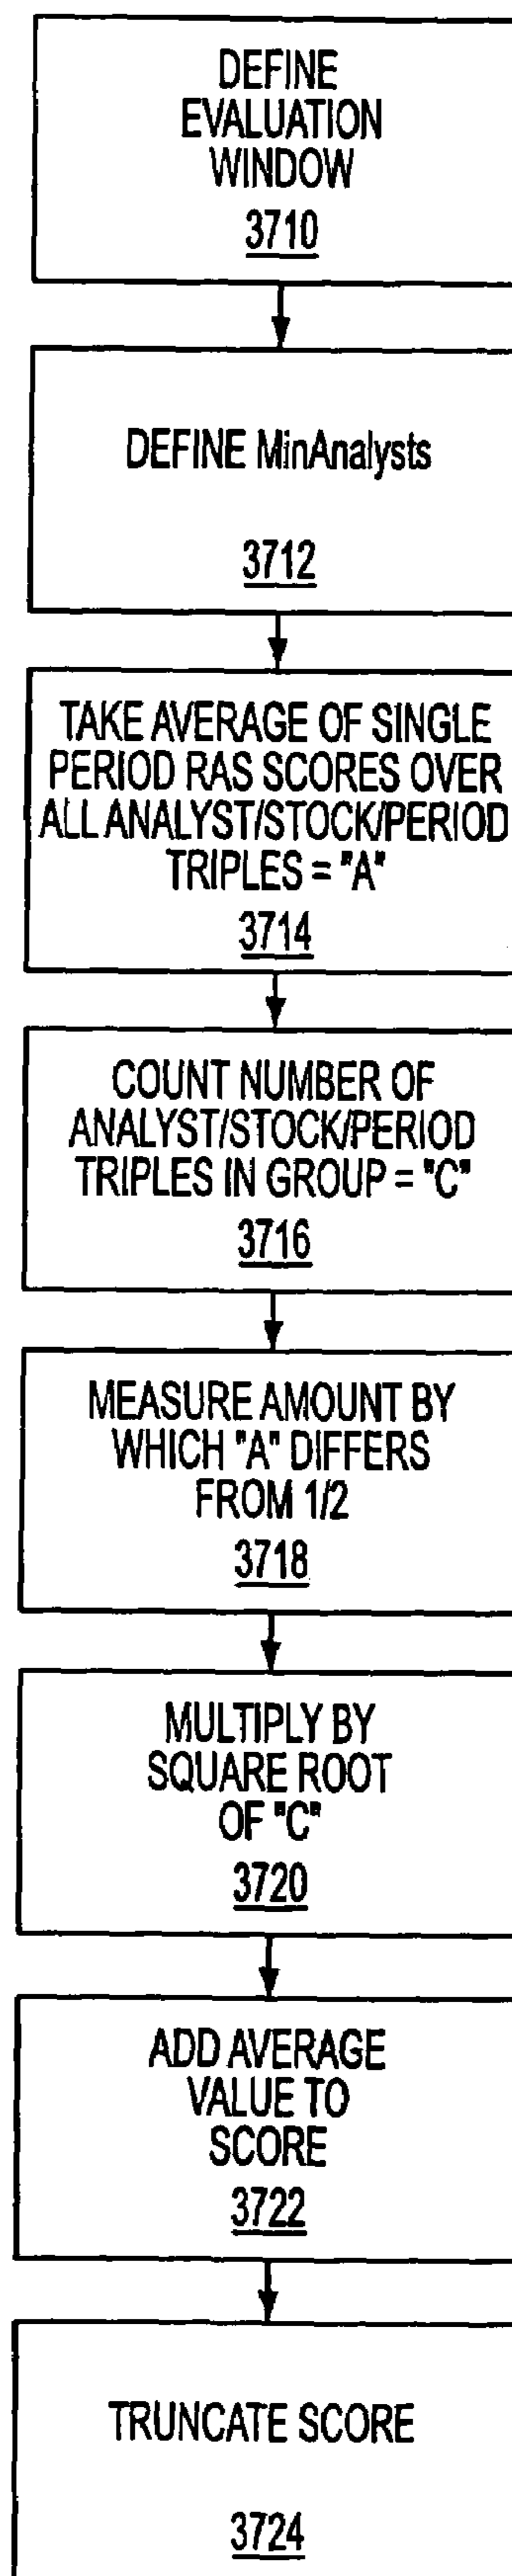 DEFINE
EVALUATION
WINDOW
3710
DEFINE MinAnalysts
3712
TAKE AVERAGE OF SINGLE
PERIOD RAS SCORES OVER
ALL ANALYST/STOCK/PERIOD
TRIPLES = "A"
3714
COUNT NUMBER OF
ANALYST/STOCK/PERIOD
TRIPLES IN GROUP = "C"
3716
MEASURE AMOUNT BY
WHICH "A" DIFFERS
FROM 1/2
3718
MULTIPLY BY
SQUARE ROOT
OF "C"
3720
ADD AVERAGE
VALUE TO
SCORE
3722
TRUNCATE SCORE
3724